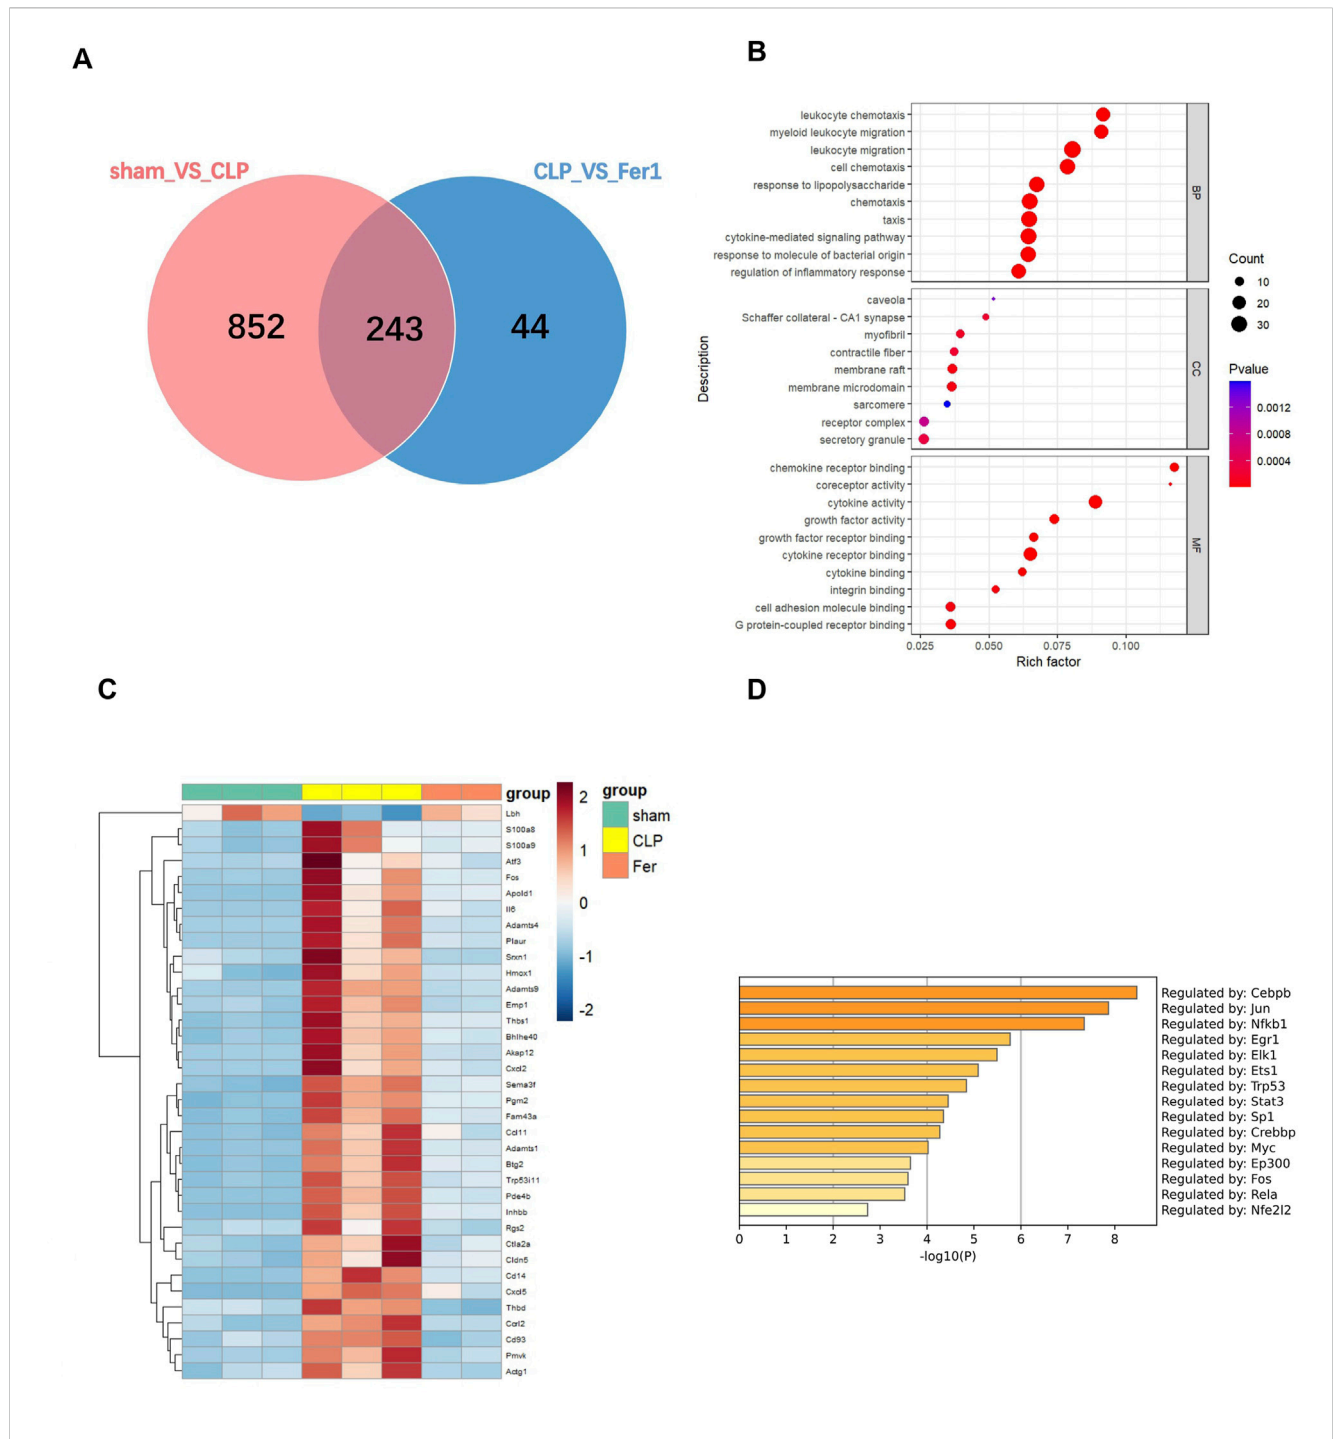 A
sham_VS_CLP
CLP_VS_Fer1
852
243
44
B
leukocyte chemotaxis
myeloid leukocyte migration
leukocyte migration
cell chemotaxis
response to lipopolysaccharide
chemotaxis
taxis
cytokine-mediated signaling pathway
response to molecule of bacterial origin
regulation of inflammatory response
BP
caveola
Schaffer collateral - CA1 synapse
myofibril
contractile fiber
membrane raft
membrane microdomain
sarcomere
receptor complex
secretory granule
CC
chemokine receptor binding
coreceptor activity
cytokine activity
growth factor activity
growth factor receptor binding
cytokine receptor binding
cytokine binding
integrin binding
cell adhesion molecule binding
G protein-coupled receptor binding
MF
Description
0.025 0.050 0.075 0.100
Rich factor
Count
10
20
30
Pvalue
0.0012
0.0008
0.0004
C
group
Lbh
S100a8
S100a9
Atf3
Fos
Apold1
Il6
Adamts4
Plaur
Srxn1
Hmox1
Adamts9
Emp1
Thbs1
Bhlhe40
Akap12
Cxcl2
Sema3f
Pgm2
Fam43a
Ccl11
Adamts1
Btg2
Trp53i11
Pde4b
Inhbb
Rgs2
Ctla2a
Cldn5
Cd14
Cxcl5
Thbd
Ccrl2
Cd93
Pmvk
Actg1
2
1
0
-1
-2
group
sham
CLP
Fer
D
Regulated by: Cebpb
Regulated by: Jun
Regulated by: Nfkb1
Regulated by: Egr1
Regulated by: Elk1
Regulated by: Ets1
Regulated by: Trp53
Regulated by: Stat3
Regulated by: Sp1
Regulated by: Crebbp
Regulated by: Myc
Regulated by: Ep300
Regulated by: Fos
Regulated by: Rela
Regulated by: Nfe2l2
0 1 2 3 4 5 6 7 8
-log10(P)